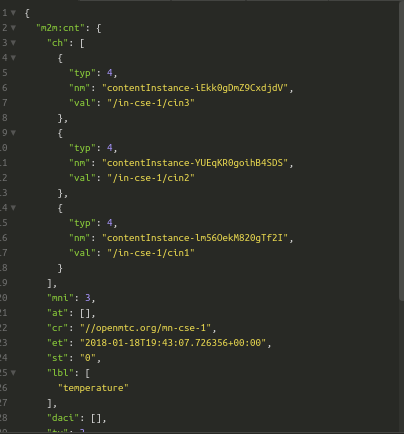 1 {
2 "m2m:cnt": {
3 "ch": [
4 {
5 "typ": 4,
6 "nm": "contentInstance-iEkk0gDmZ9CxdjdV",
7 "val": "/in-cse-1/cin3"
8 },
9 {
10 "typ": 4,
11 "nm": "contentInstance-YUEqKR0goihB4SDS",
12 "val": "/in-cse-1/cin2"
13 },
14 {
15 "typ": 4,
16 "nm": "contentInstance-lm56OekM820gTf2I",
17 "val": "/in-cse-1/cin1"
18 }
19 ],
20 "mni": 3,
21 "at": [],
22 "cr": "//openmtc.org/mn-cse-1",
23 "et": "2018-01-18T19:43:07.726356+00:00",
24 "st": "0",
25 "lbl": [
26 "temperature"
27 ],
28 "daci": [],